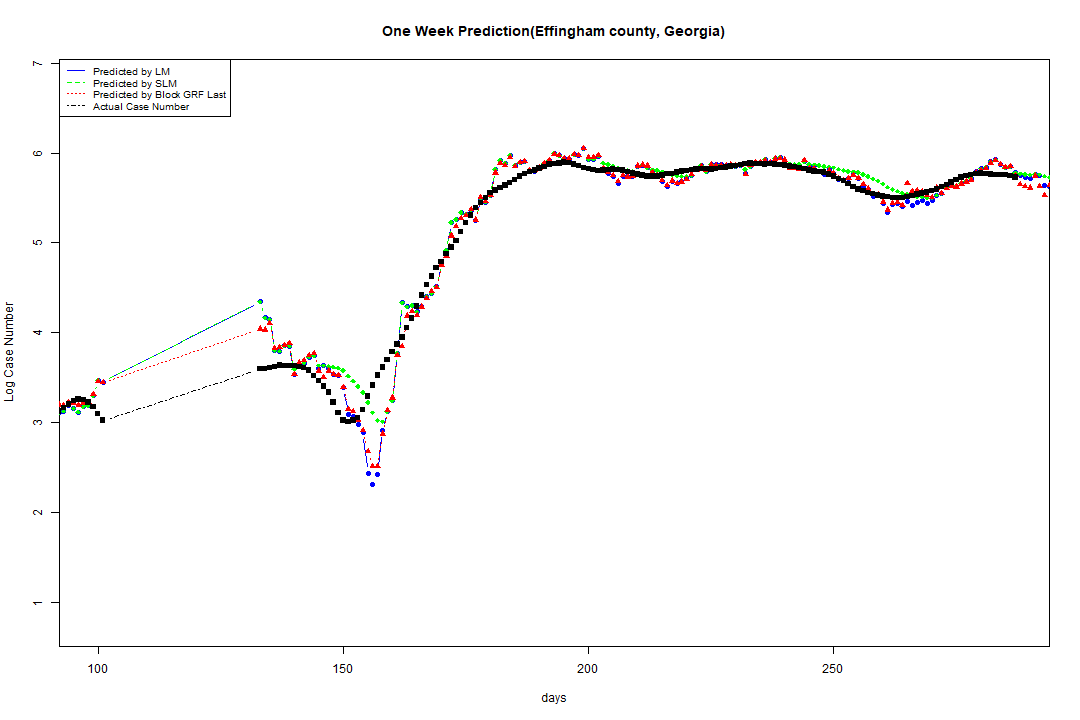 One Week Prediction(Effingham county, Georgia)
7
Predicted by LM
Predicted by SLM
Predicted by Block GRF Last
Actual Case Number
6
5
4
3
2
1
Log Case Number
100 150 200 250
days